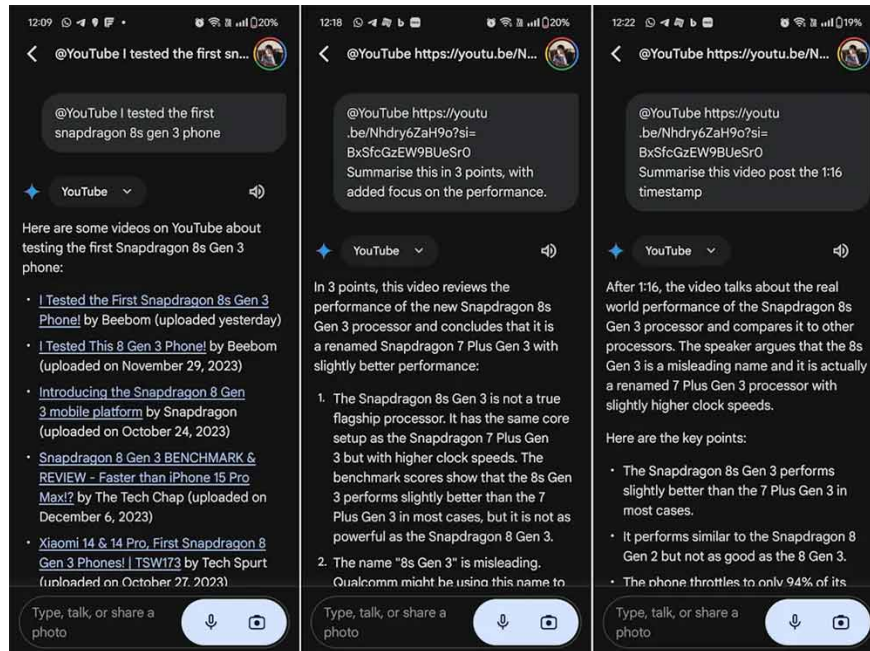 12:09
20%
@YouTube I tested the first sn...
@YouTube I tested the first
snapdragon 8s gen 3 phone
YouTube
Here are some videos on YouTube about
testing the first Snapdragon 8s Gen 3
phone:
• I Tested the First Snapdragon 8s Gen 3
Phone! by Beebom (uploaded yesterday)
• I Tested This 8 Gen 3 Phone! by Beebom
(uploaded on November 29, 2023)
• Introducing the Snapdragon 8 Gen
3 mobile platform by Snapdragon
(uploaded on October 24, 2023)
• Snapdragon 8 Gen 3 BENCHMARK &
REVIEW - Faster than iPhone 15 Pro
Max!? by The Tech Chap (uploaded on
December 6, 2023)
• Xiaomi 14 & 14 Pro, First Snapdragon 8
Gen 3 Phones! | TSW173 by Tech Spurt
(uploaded on October 27, 2023)
Type, talk, or share a
photo
12:18
20%
@YouTube https://youtu.be/N...
@YouTube https://youtu
.be/Nhdry6ZaH9o?si=
BxSfcGzEW9BUeSr0
Summarise this in 3 points, with
added focus on the performance.
YouTube
In 3 points, this video reviews the
performance of the new Snapdragon 8s
Gen 3 processor and concludes that it is
a renamed Snapdragon 7 Plus Gen 3 with
slightly better performance:
1. The Snapdragon 8s Gen 3 is not a true
flagship processor. It has the same core
setup as the Snapdragon 7 Plus Gen
3 but with higher clock speeds. The
benchmark scores show that the 8s Gen
3 performs slightly better than the 7
Plus Gen 3 in most cases, but it is not as
powerful as the Snapdragon 8 Gen 3.
2. The name "8s Gen 3" is misleading.
Qualcomm might be using this name to
Type, talk, or share a
photo
12:22
19%
@YouTube https://youtu.be/N...
@YouTube https://youtu
.be/Nhdry6ZaH9o?si=
BxSfcGzEW9BUeSr0
Summarise this video post the 1:16
timestamp
YouTube
After 1:16, the video talks about the real
world performance of the Snapdragon 8s
Gen 3 processor and compares it to other
processors. The speaker argues that the 8s
Gen 3 is a misleading name and it is actually
a renamed 7 Plus Gen 3 processor with
slightly higher clock speeds.
Here are the key points:
• The Snapdragon 8s Gen 3 performs
slightly better than the 7 Plus Gen 3 in
most cases.
• It performs similar to the Snapdragon 8
Gen 2 but not as good as the 8 Gen 3.
• The phone throttles to only 94% of its
Type, talk, or share a
photo